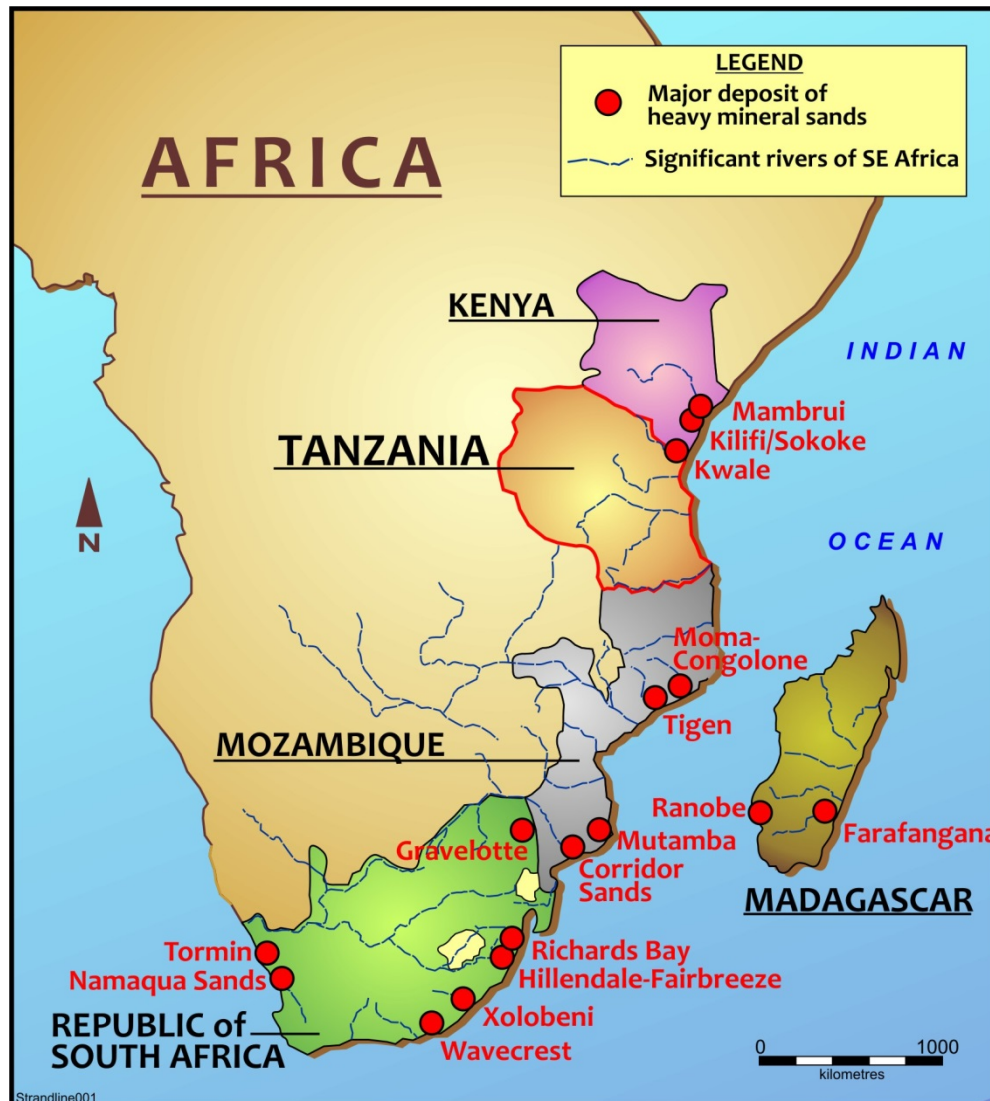 LEGEND
Major deposit of
heavy mineral sands
Significant rivers of SE Africa
AFRICA
KENYA
INDIAN
Mambrui
Kilifi/Sokoke
Kwale
TANZANIA
N
OCEAN
Moma-
Congolone
Tigen
MOZAMBIQUE
Ranobe
Farafangana
Gravelotte
Mutamba
Corridor
Sands
MADAGASCAR
Tormin
Namaqua Sands
Richards Bay
Hillendale-Fairbreeze
Xolobeni
Wavecrest
REPUBLIC of
SOUTH AFRICA
0 1000
kilometres
Strandline001